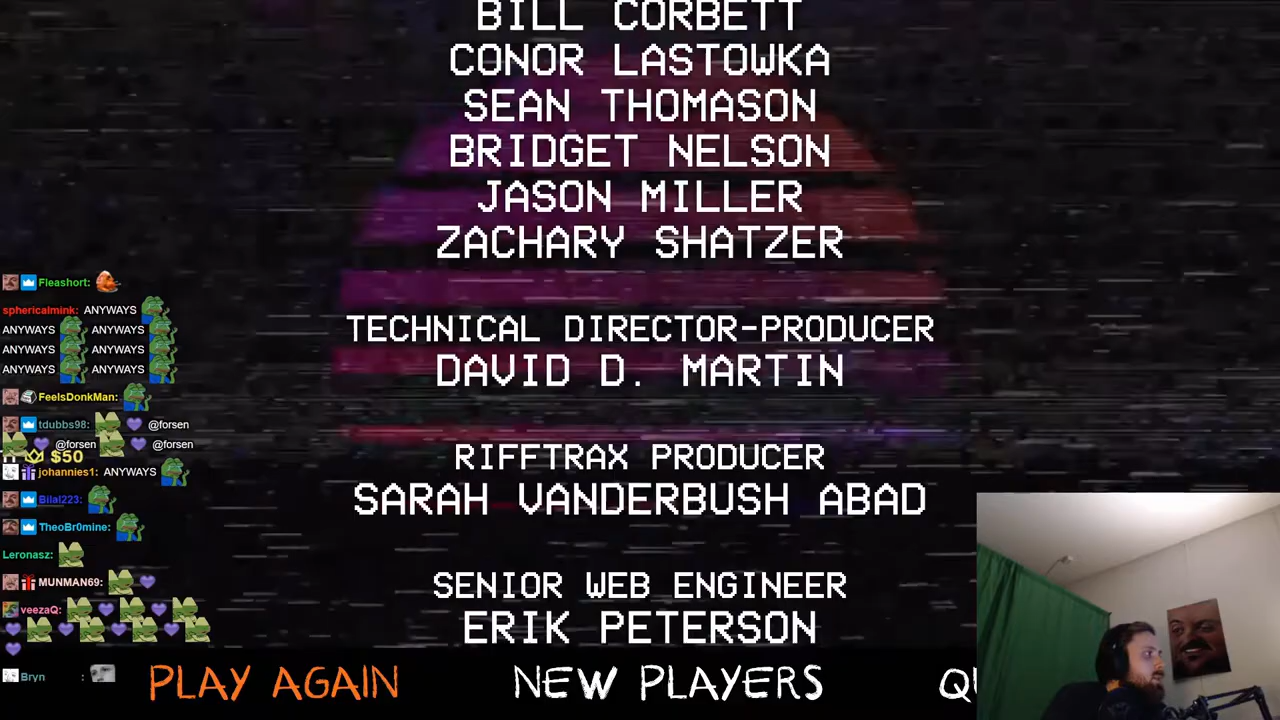 BILL CORBETT
CONOR LASTOWKA
SEAN THOMASON
BRIDGET NELSON
JASON MILLER
ZACHARY SHATZER
TECHNICAL DIRECTOR-PRODUCER
DAVID D. MARTIN
RIFFTRAX PRODUCER
SARAH VANDERBUSH ABAD
SENIOR WEB ENGINEER
ERIK PETERSON
Fleashort:
sphericalmink: ANYWAYS
ANYWAYS ANYWAYS
ANYWAYS ANYWAYS
ANYWAYS ANYWAYS
FeelsDonkMan:
tdubbs98: @forsen
@forsen @forsen
$50
johannies1: ANYWAYS
Bilal223:
TheoBr0mine:
Leronasz:
MUNMAN69:
veezaQ:
Bryn :
PLAY AGAIN NEW PLAYERS